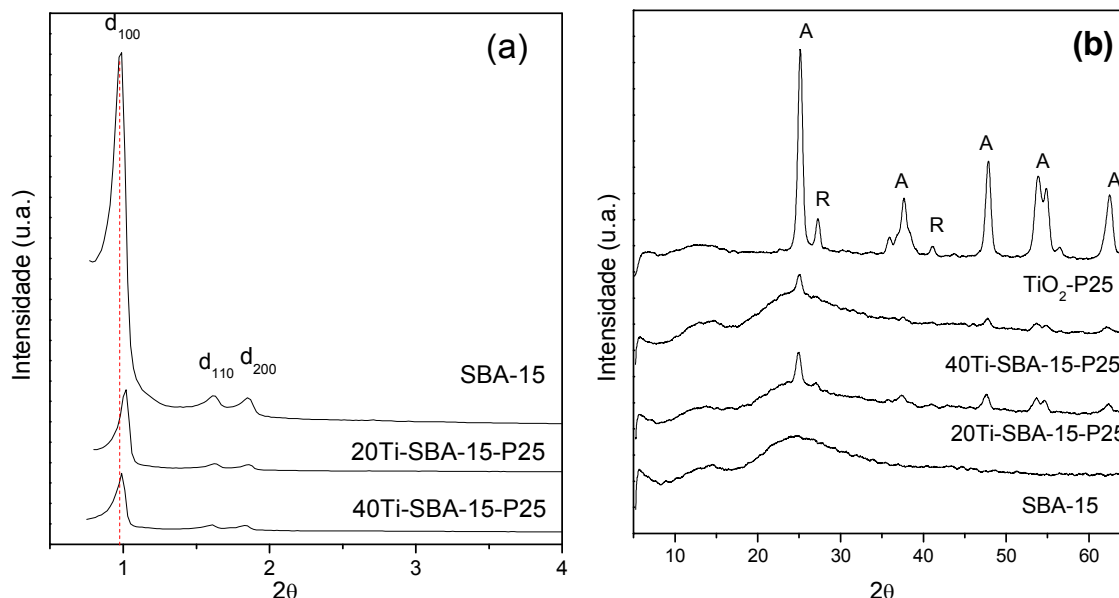 d100
(a)
d110
d200
SBA-15
20Ti-SBA-15-P25
40Ti-SBA-15-P25
Intensidade (u.a.)
1
2
3
4
2θ
(b)
A
R
A
R
A
A
A
TiO2-P25
40Ti-SBA-15-P25
20Ti-SBA-15-P25
SBA-15
Intensidade (u.a.)
10
20
30
40
50
60
2θ